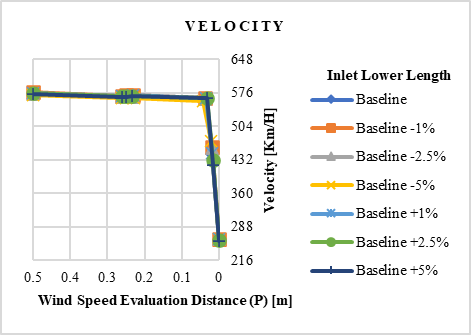 VELOCITY
648
576
504
432
360
288
216
Velocity [Km/H]
0.5
0.4
0.3
0.2
0.1
0
Wind Speed Evaluation Distance (P) [m]
Inlet Lower Length
Baseline
Baseline -1%
Baseline -2.5%
Baseline -5%
Baseline +1%
Baseline +2.5%
Baseline +5%